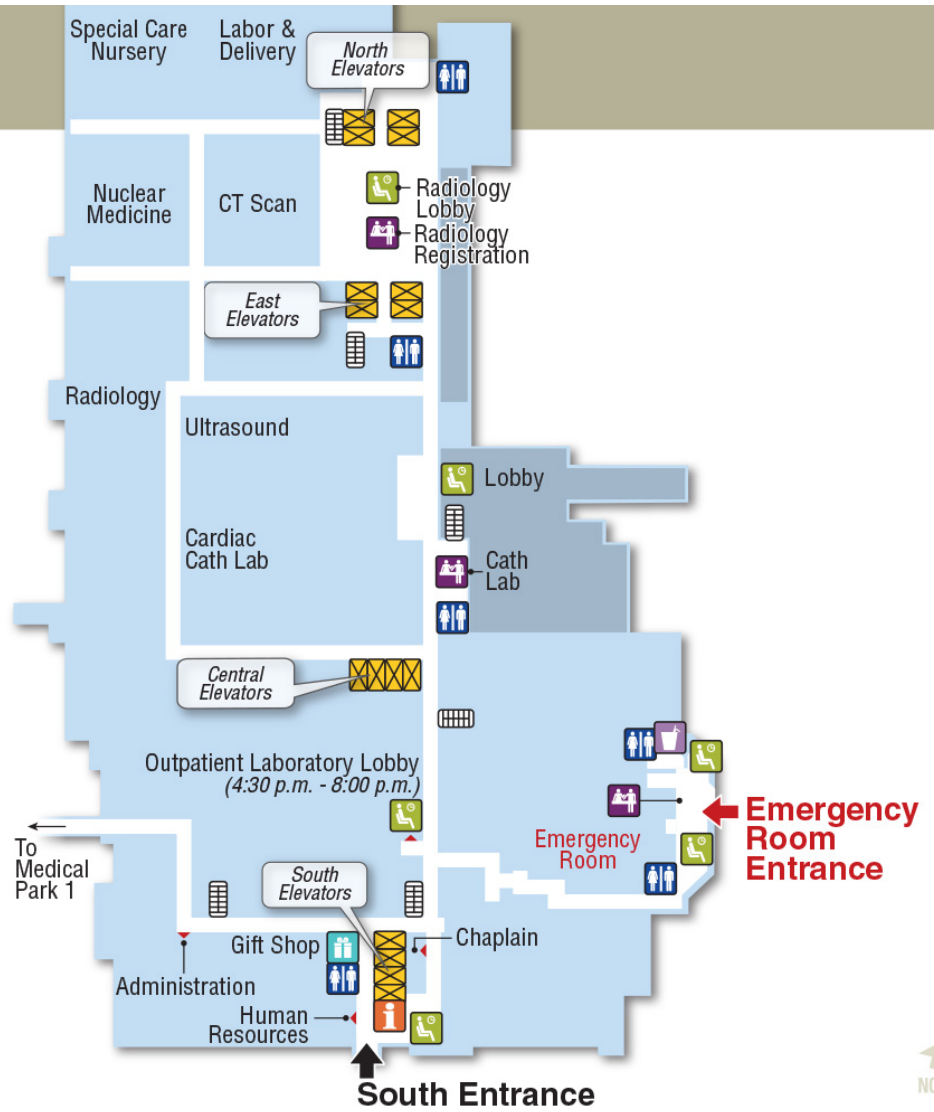 Special Care
Nursery
Labor &
Delivery
North
Elevators
Nuclear
Medicine
CT Scan
Radiology
Lobby
Radiology
Registration
East
Elevators
Radiology
Ultrasound
Lobby
Cardiac
Cath Lab
Cath
Lab
Central
Elevators
Outpatient Laboratory Lobby
(4:30 p.m. - 8:00 p.m.)
Emergency
Room
Emergency
Room
Entrance
To
Medical
Park 1
South
Elevators
Gift Shop
Chaplain
Administration
Human
Resources
South Entrance